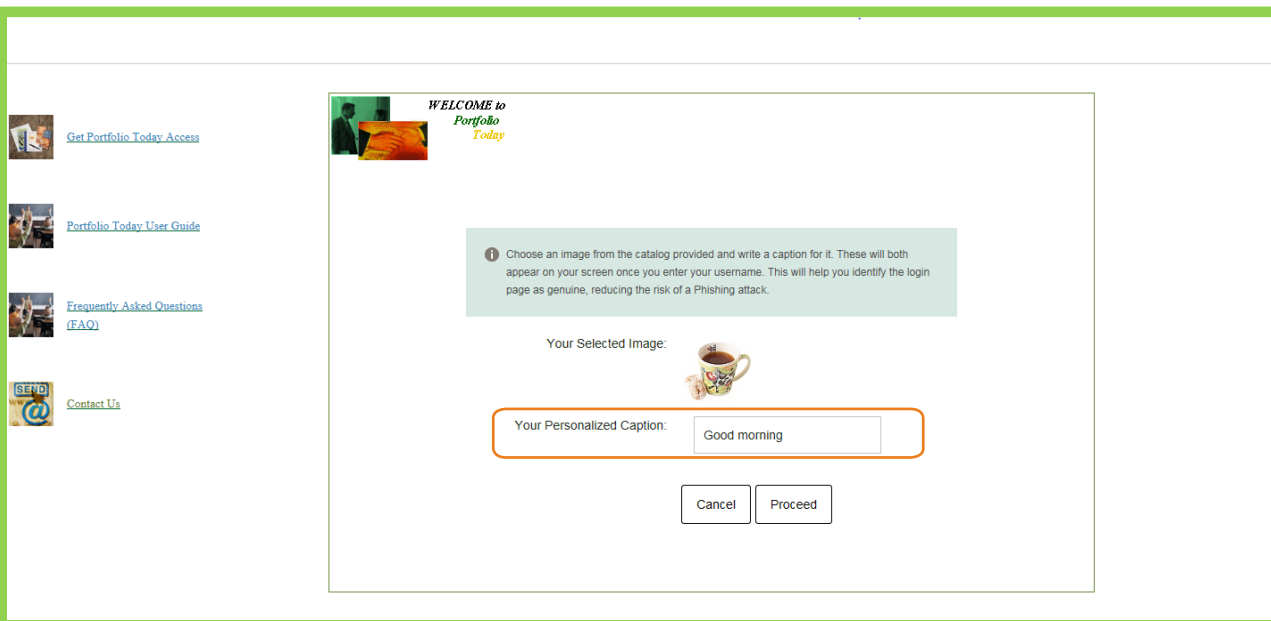 Get Portfolio Today Access
Portfolio Today User Guide
Frequently Asked Questions
(FAQ)
SEND
@
Contact Us
WELCOME to
Portfolio
Today
Choose an image from the catalog provided and write a caption for it. These will both
appear on your screen once you enter your username. This will help you identify the login
page as genuine, reducing the risk of a Phishing attack.
Your Selected Image:
Your Personalized Caption:
Good morning
Cancel
Proceed